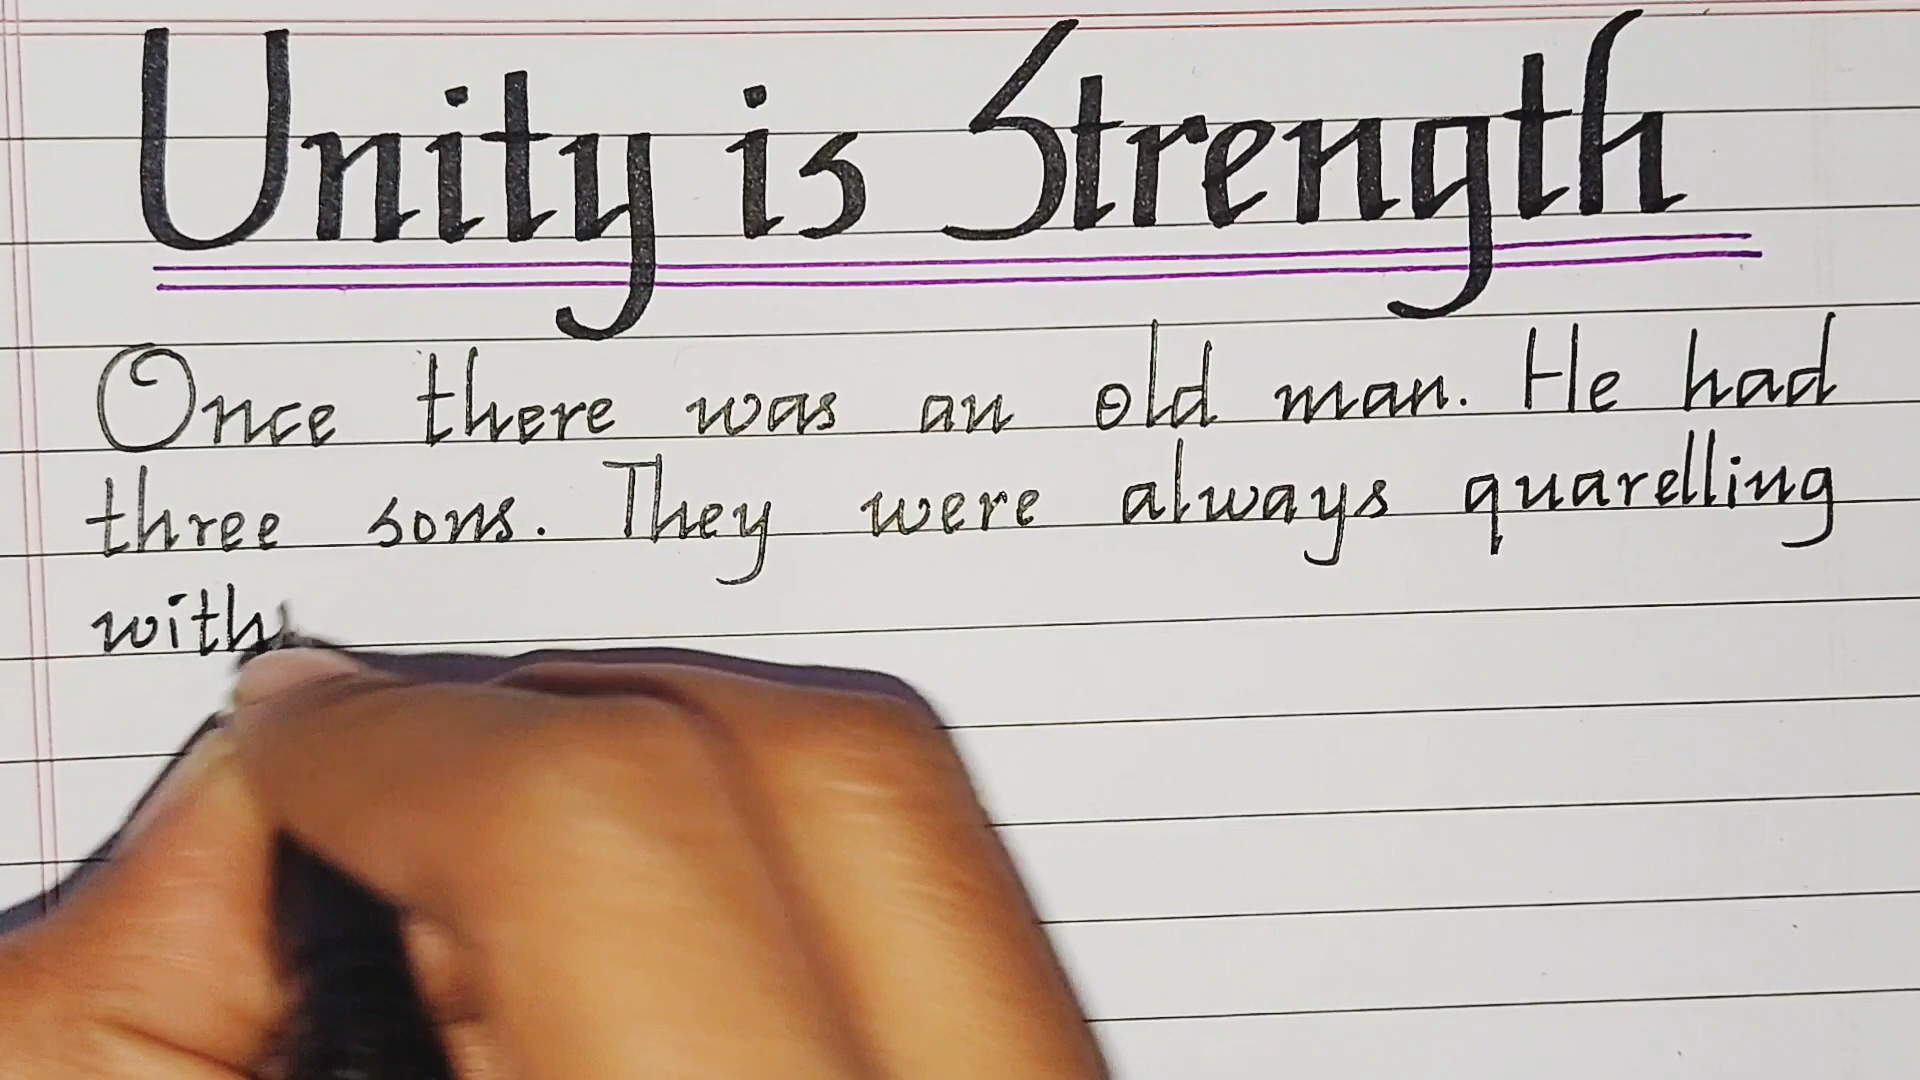 Unity is Strength
Once there was an old man. He had
three sons. They were always quarelling
with